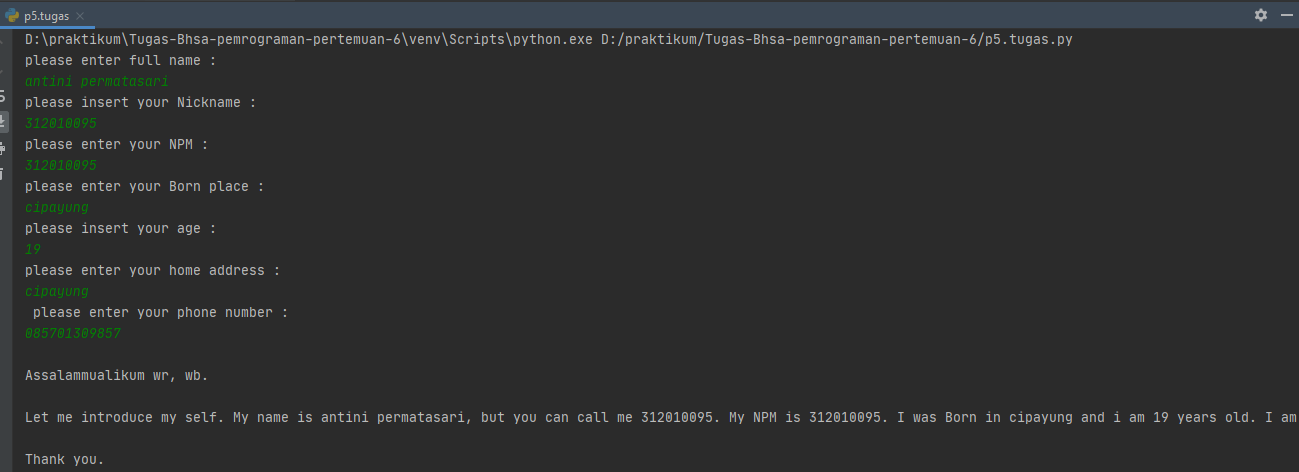 p5.tugas
D:\praktikum\Tugas-Bhsa-pemrograman-pertemuan-6\venv\Scripts\python.exe D:/praktikum/Tugas-Bhsa-pemrograman-pertemuan-6/p5.tugas.py
please enter full name :
antini permatasari
please insert your Nickname :
312010095
please enter your NPM :
312010095
please enter your Born place :
cipayung
please insert your age :
19
please enter your home address :
cipayung
please enter your phone number :
085701309857
Assalammualikum wr, wb.
Let me introduce my self. My name is antini permatasari, but you can call me 312010095. My NPM is 312010095. I was Born in cipayung and i am 19 years old. I am
Thank you.